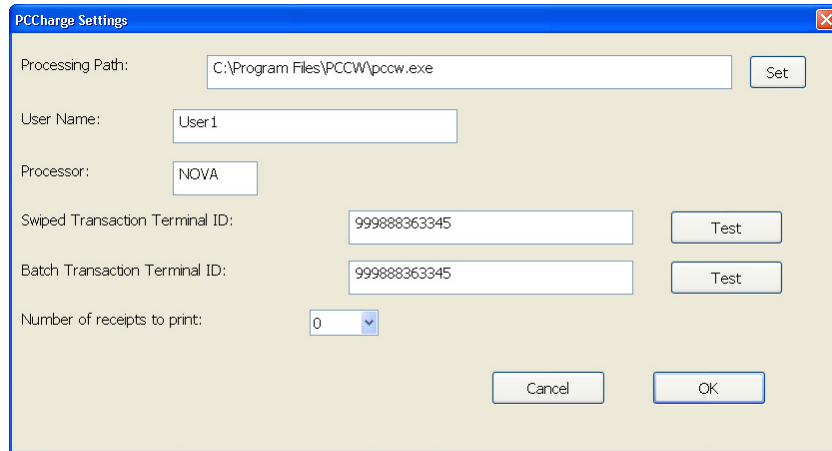 PCCharge Settings
Processing Path: C:\Program Files\PCCW\pccw.exe Set
User Name: User1
Processor: NOVA
Swiped Transaction Terminal ID: 999888363345 Test
Batch Transaction Terminal ID: 999888363345 Test
Number of receipts to print: 0
Cancel OK